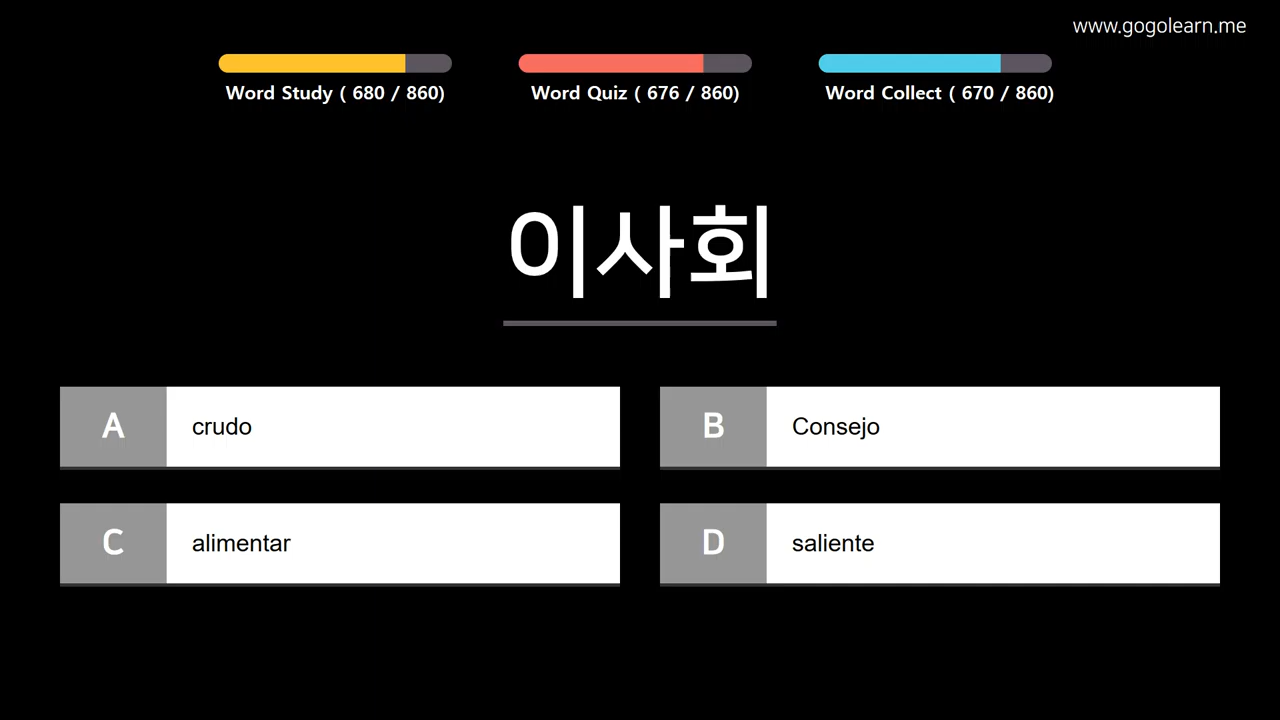 www.gogolearn.me
Word Study ( 680 / 860)
Word Quiz ( 676 / 860)
Word Collect ( 670 / 860)
이사회
A crudo
B Consejo
C alimentar
D saliente